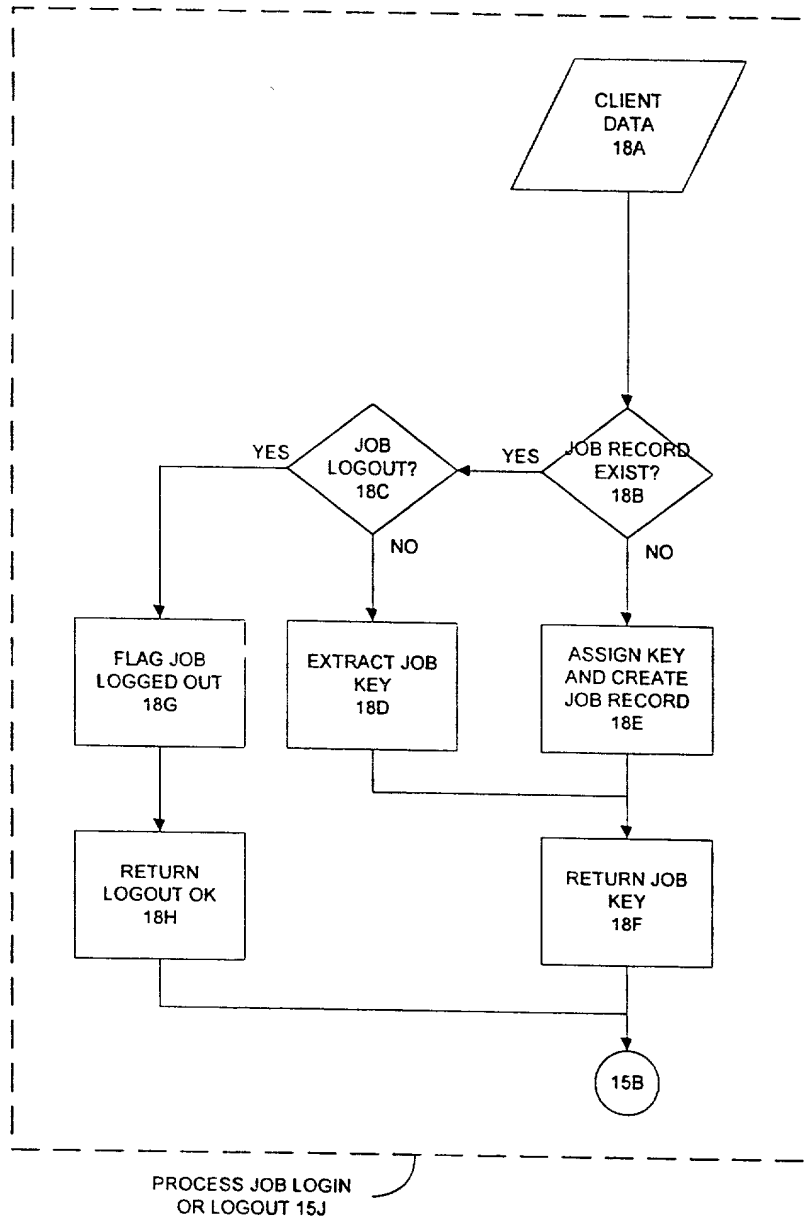 CLIENT
DATA
18A
YES
JOB
LOGOUT?
18C
YES
JOB RECORD
EXIST?
18B
NO
NO
FLAG JOB
LOGGED OUT
18G
EXTRACT JOB
KEY
18D
ASSIGN KEY
AND CREATE
JOB RECORD
18E
RETURN
LOGOUT OK
18H
RETURN JOB
KEY
18F
15B
PROCESS JOB LOGIN
OR LOGOUT 15J